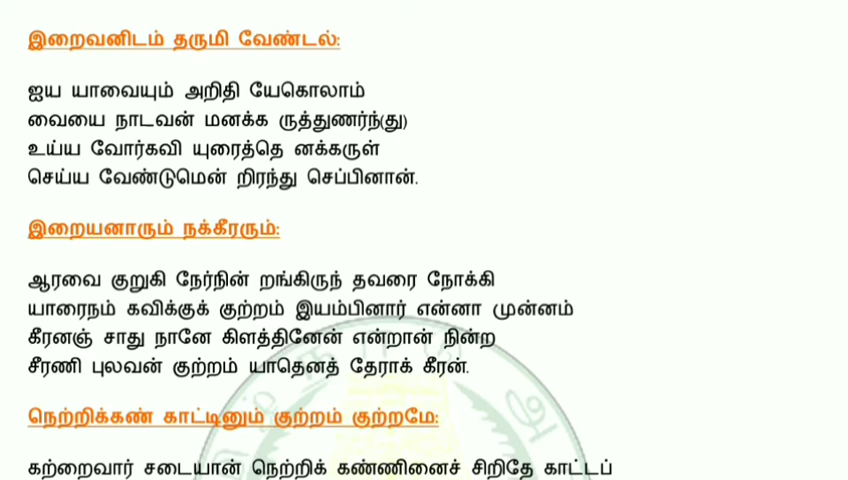 இறைவனிடம் தருமி வேண்டல்:
ஐய யாவையும் அறிதி யேகொலாம்
வையை நாடவன் மனக்க ருத்துணர்ந்(து)
உய்ய வோர்கவி யுரைத்தெ னக்கருள்
செய்ய வேண்டுமென் றிரந்து செப்பினான்.
இறையனாரும் நக்கீரரும்:
ஆரவை குறுகி நேர்நின் றங்கிருந் தவரை நோக்கி
யாரைநம் கவிக்குக் குற்றம் இயம்பினார் என்னா முன்னம்
கீரனஞ் சாது நானே கிளத்தினேன் என்றான் நின்ற
சீரணி புலவன் குற்றம் யாதெனத் தேராக் கீரன்.
நெற்றிக்கண் காட்டினும் குற்றம் குற்றமே:
கற்றைவார் சடையான் நெற்றிக் கண்ணினைச் சிறிதே காட்டப்